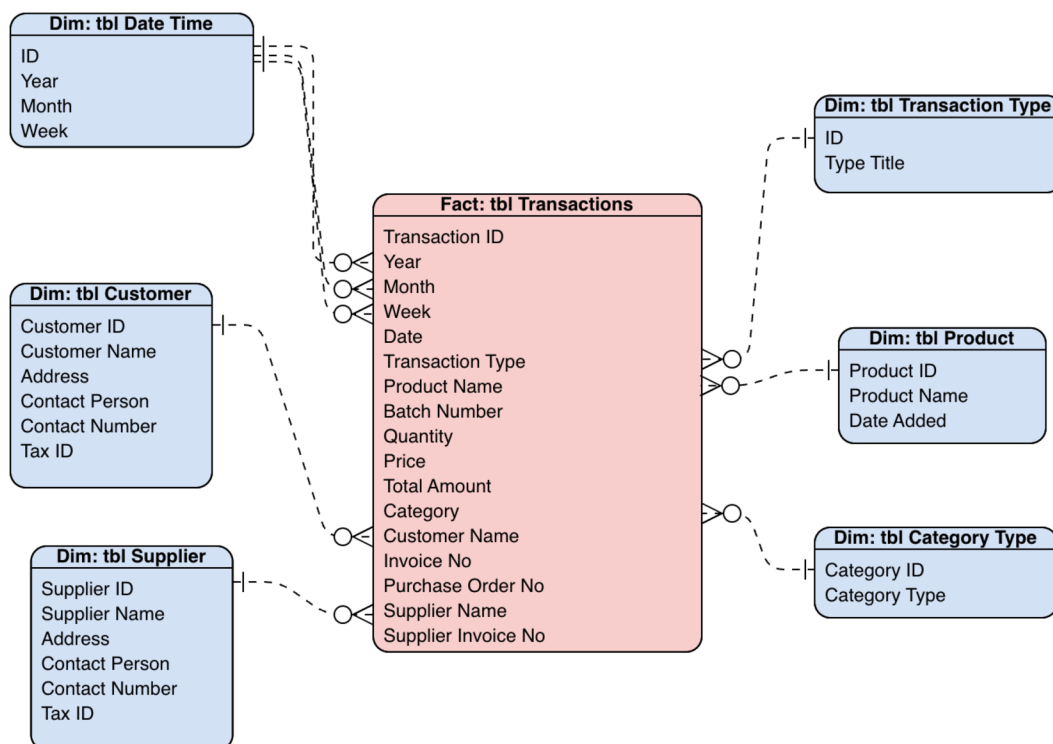 Dim: tbl Date Time
ID
Year
Month
Week
Dim: tbl Customer
Customer ID
Customer Name
Address
Contact Person
Contact Number
Tax ID
Dim: tbl Supplier
Supplier ID
Supplier Name
Address
Contact Person
Contact Number
Tax ID
Fact: tbl Transactions
Transaction ID
Year
Month
Week
Date
Transaction Type
Product Name
Batch Number
Quantity
Price
Total Amount
Category
Customer Name
Invoice No
Purchase Order No
Supplier Name
Supplier Invoice No
Dim: tbl Transaction Type
ID
Type Title
Dim: tbl Product
Product ID
Product Name
Date Added
Dim: tbl Category Type
Category ID
Category Type